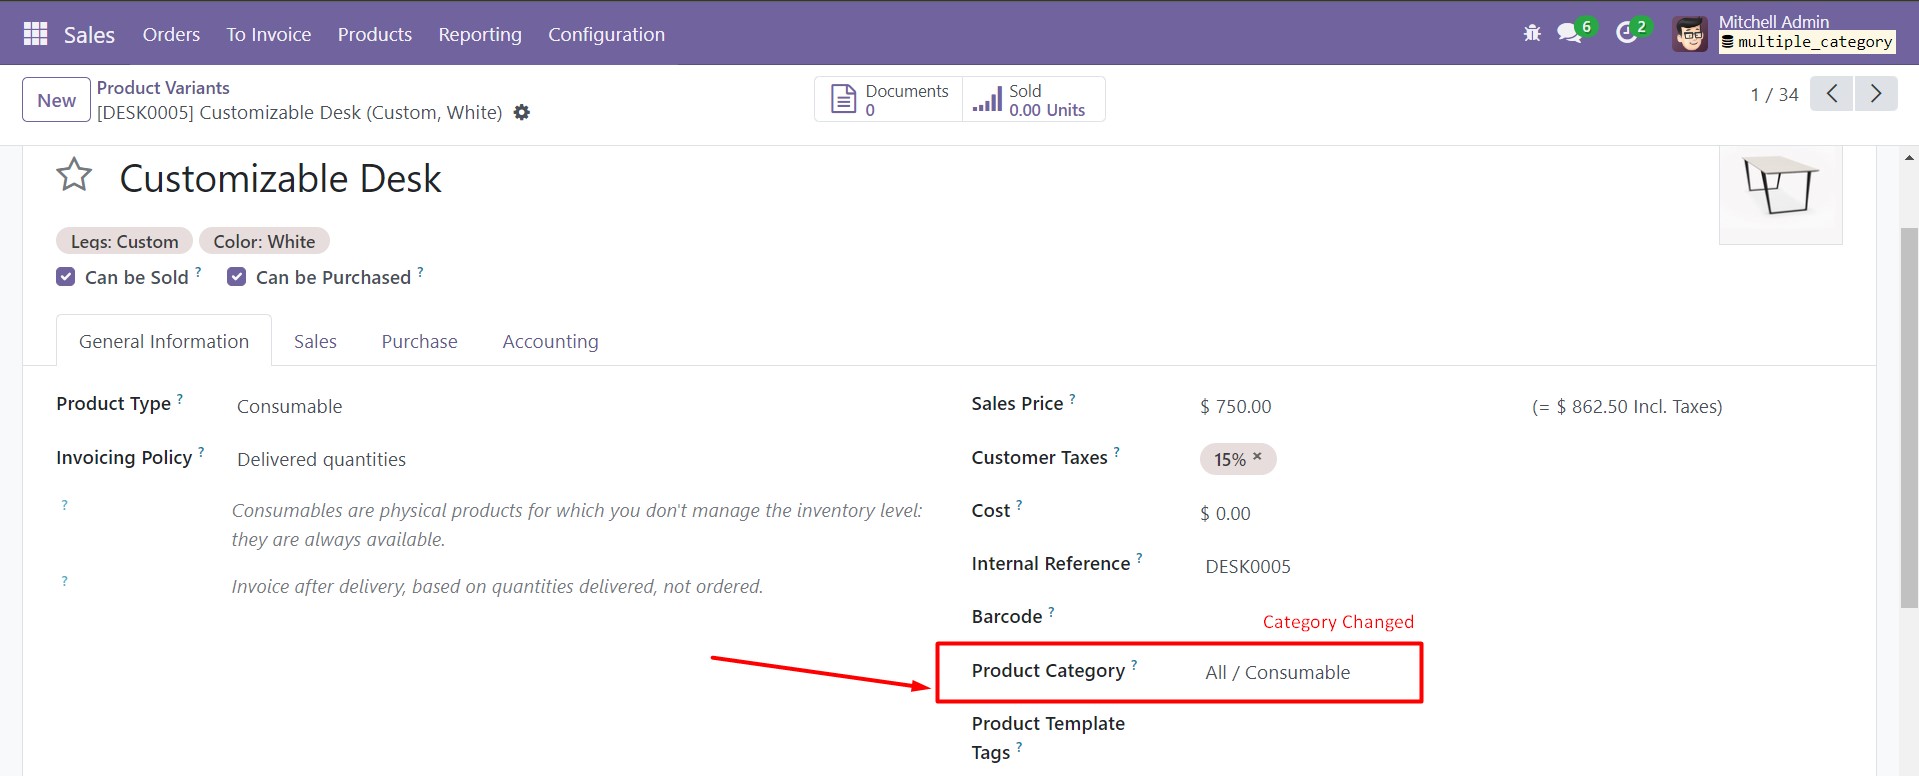 Sales Orders To Invoice Products Reporting Configuration 6 2 Mitchell Admin
multiple_category
New Product Variants
[DESK0005] Customizable Desk (Custom, White)
Documents
0
Sold
0.00 Units
1 / 34
Customizable Desk
Legs: Custom Color: White
Can be Sold ? Can be Purchased ?
General Information Sales Purchase Accounting
Product Type ? Consumable
Invoicing Policy ? Delivered quantities
? Consumables are physical products for which you don't manage the inventory level:
they are always available.
? Invoice after delivery, based on quantities delivered, not ordered.
Sales Price ? $ 750.00 (= $ 862.50 Incl. Taxes)
Customer Taxes ? 15% ×
Cost ? $ 0.00
Internal Reference ? DESK0005
Barcode ?
Category Changed
Product Category ? All / Consumable
Product Template
Tags ?